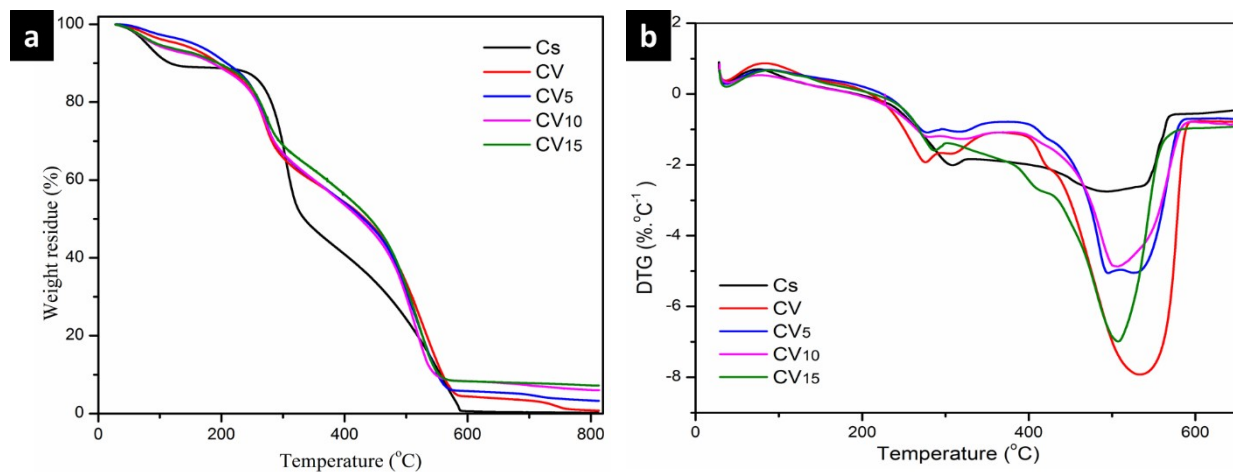 a
100
80
60
40
20
0
Weight residue (%)
0 200 400 600 800
Temperature (°C)
Cs
CV
CV5
CV10
CV15
b
2
0
-2
-4
-6
-8
DTG (%.°C⁻¹)
0 200 400 600
Temperature (°C)
Cs
CV
CV5
CV10
CV15